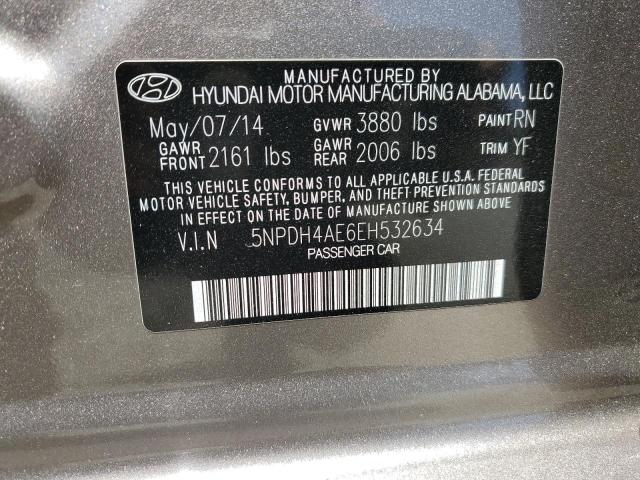 MANUFACTURED BY
HYUNDAI MOTOR MANUFACTURING ALABAMA, LLC
May/07/14 GVWR 3880 lbs PAINT RN
GAWR FRONT 2161 lbs GAWR REAR 2006 lbs TRIM YF
THIS VEHICLE CONFORMS TO ALL APPLICABLE U.S.A. FEDERAL
MOTOR VEHICLE SAFETY, BUMPER, AND THEFT PREVENTION STANDARDS
IN EFFECT ON THE DATE OF MANUFACTURE SHOWN ABOVE
V.I.N 5NPDH4AE6EH532634
PASSENGER CAR